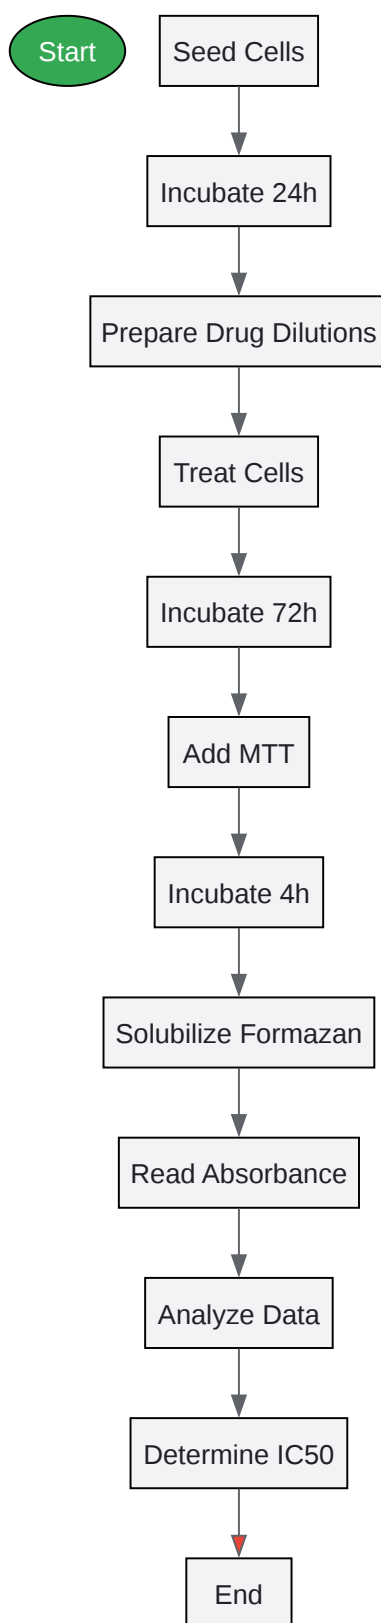 Start
Seed Cells
Incubate 24h
Prepare Drug Dilutions
Treat Cells
Incubate 72h
Add MTT
Incubate 4h
Solubilize Formazan
Read Absorbance
Analyze Data
Determine IC50
End